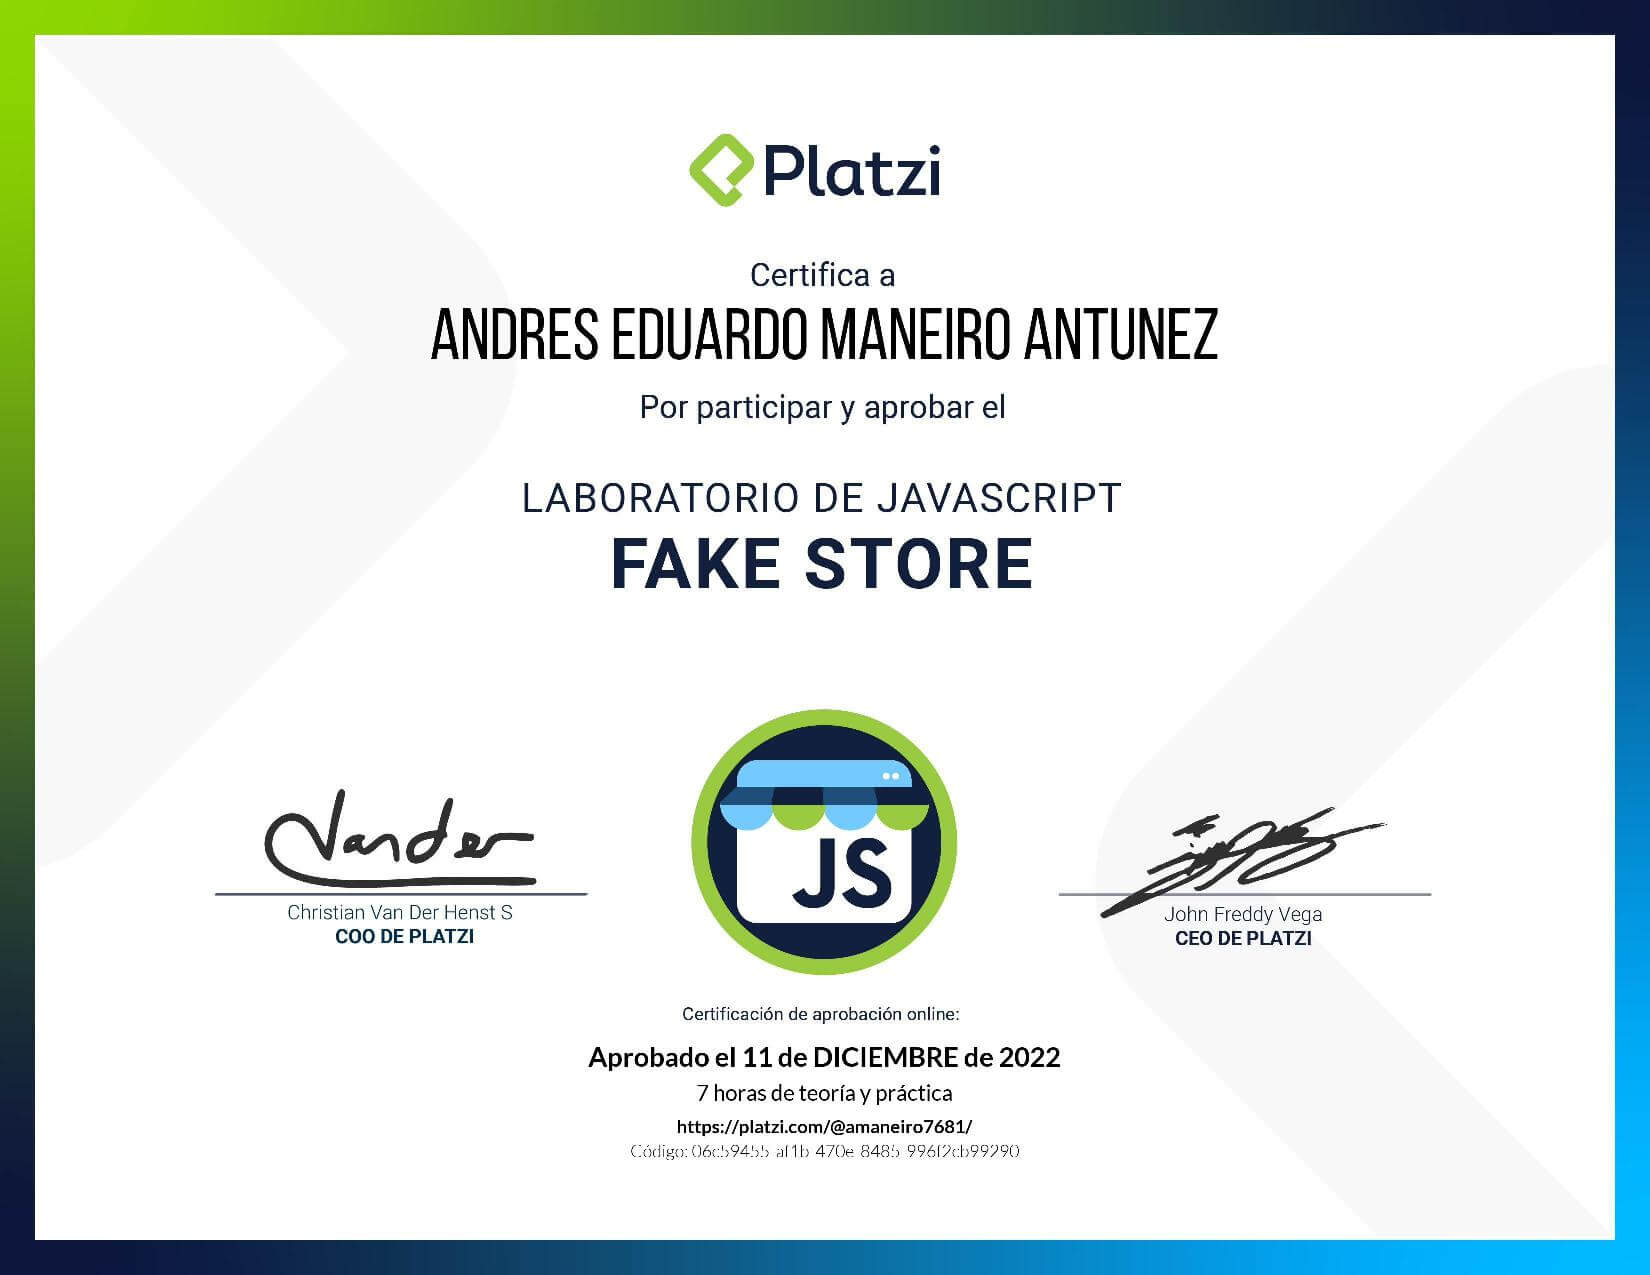 Platzi
Certifica a
ANDRES EDUARDO MANEIRO ANTUNEZ
Por participar y aprobar el
LABORATORIO DE JAVASCRIPT
FAKE STORE
JS
Vander
Christian Van Der Henst S
COO DE PLATZI
John Freddy Vega
CEO DE PLATZI
Certificación de aprobación online:
Aprobado el 11 de DICIEMBRE de 2022
7 horas de teoría y práctica
https://platzi.com/@amaneiro7681/
Código: 06c59455-af1b-470e-8485-996f2cb99290